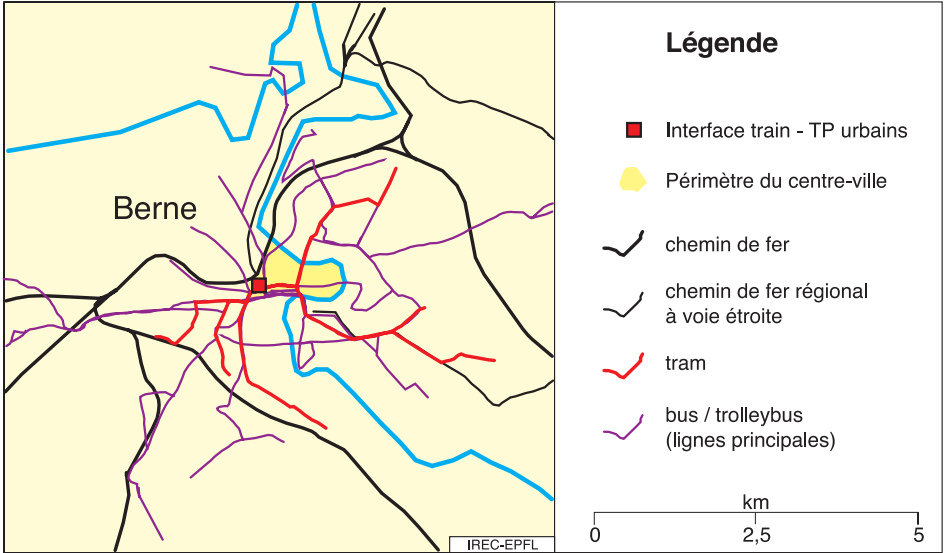 Berne
IREC-EPFL
Légende
Interface train - TP urbains
Périmètre du centre-ville
chemin de fer
chemin de fer régional
à voie étroite
tram
bus / trolleybus
(lignes principales)
km
0 2,5 5